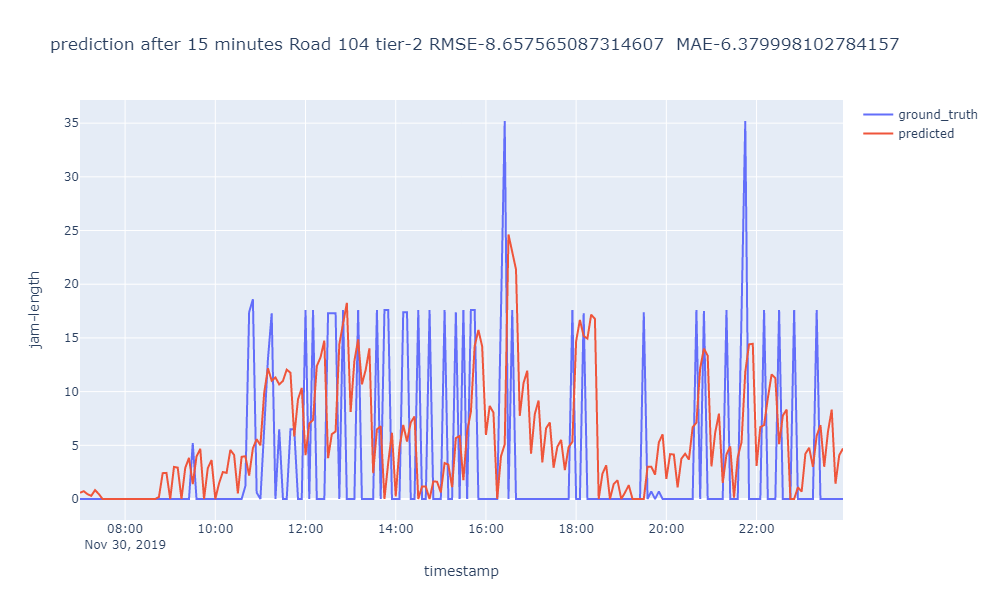 prediction after 15 minutes Road 104 tier-2 RMSE-8.657565087314607  MAE-6.379998102784157
ground_truth
predicted
jam-length
35
30
25
20
15
10
5
0
08:00 10:00 12:00 14:00 16:00 18:00 20:00 22:00
Nov 30, 2019
timestamp